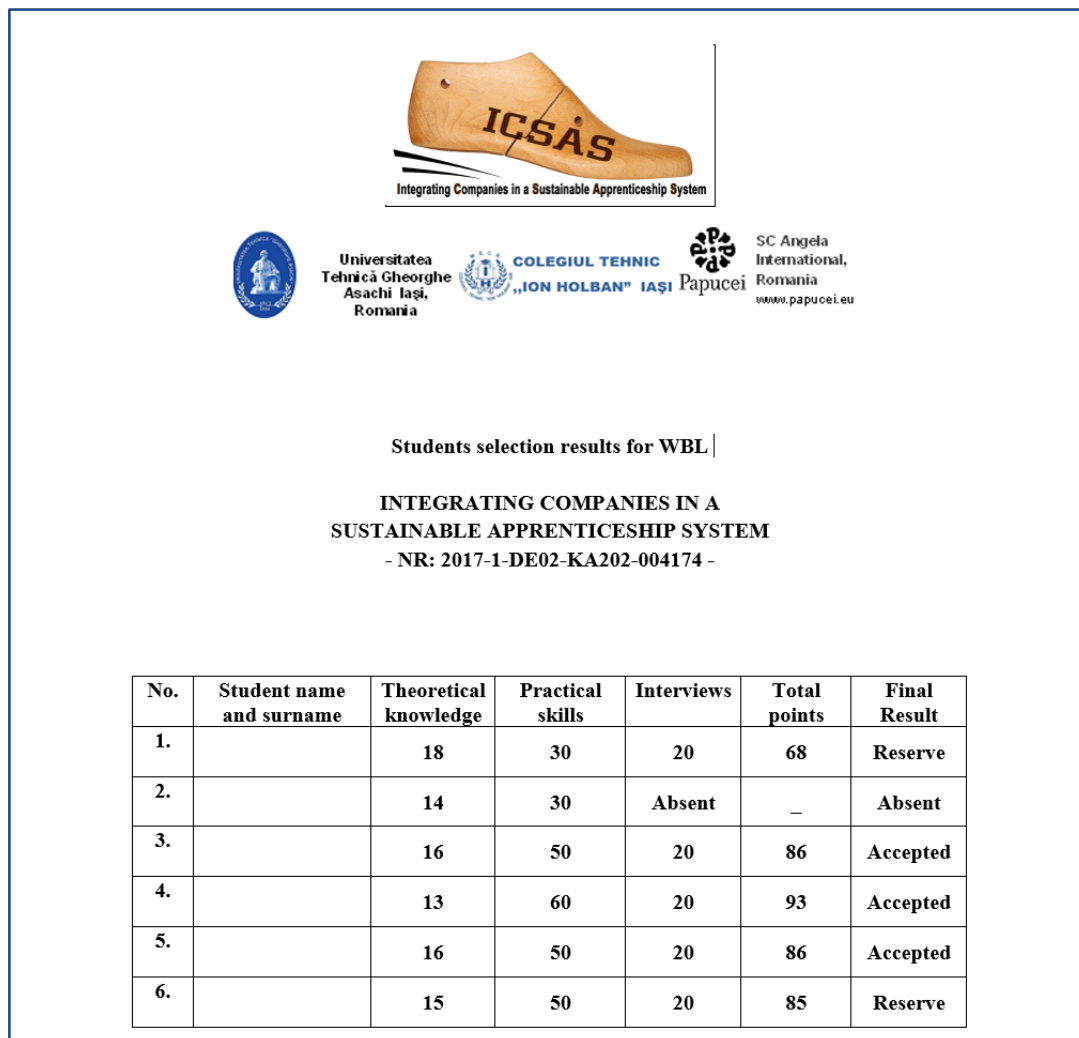 ICSAS
Integrating Companies in a Sustainable Apprenticeship System
Universitatea
Tehnică Gheorghe
Asachi Iași,
Romania
COLEGIUL TEHNIC
,,ION HOLBAN” IAȘI
Papucei
SC Angela
International,
Romania
www.papucei.eu
Students selection results for WBL
INTEGRATING COMPANIES IN A
SUSTAINABLE APPRENTICESHIP SYSTEM
- NR: 2017-1-DE02-KA202-004174 -
No. Student name and surname Theoretical knowledge Practical skills Interviews Total points Final Result
1. 18 30 20 68 Reserve
2. 14 30 Absent _ Absent
3. 16 50 20 86 Accepted
4. 13 60 20 93 Accepted
5. 16 50 20 86 Accepted
6. 15 50 20 85 Reserve